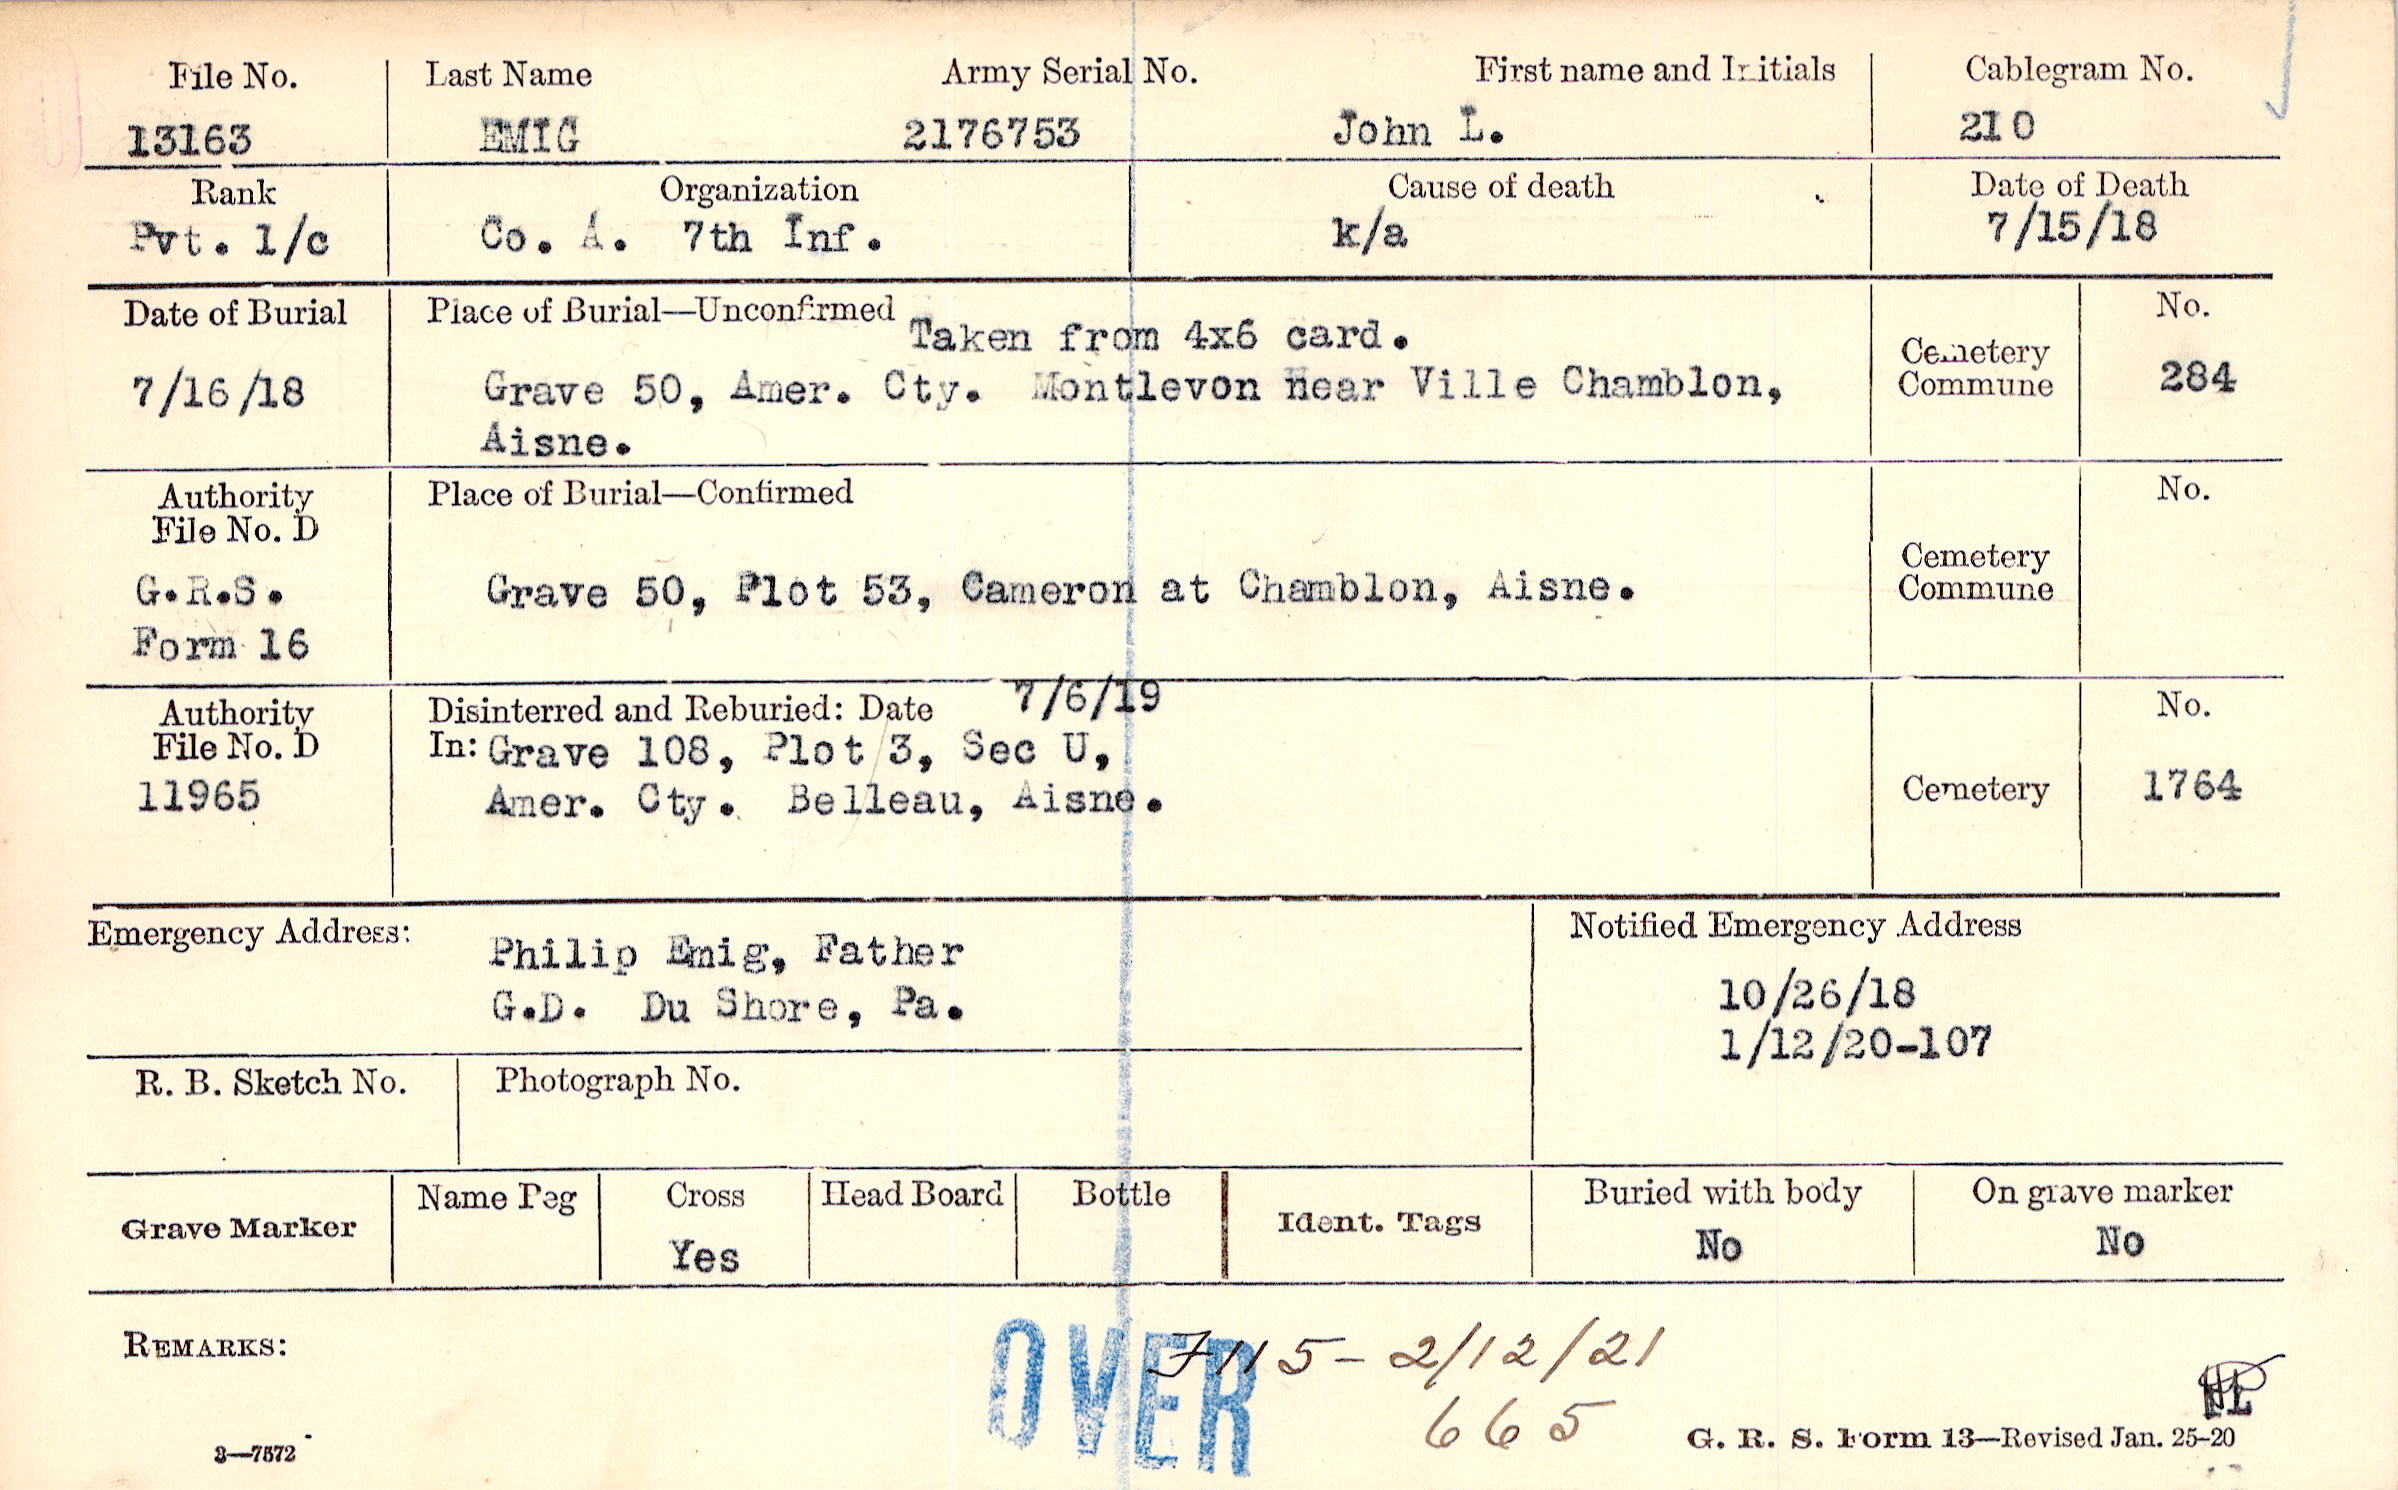 File No. Last Name Army Serial No. First name and Initials Cablegram No.
13163 EMIG 2176753 John L. 210
Rank Organization Cause of death Date of Death
Pvt. 1/c Co. A. 7th Inf. k/a 7/15/18
Date of Burial Place of Burial—Unconfirmed No.
Taken from 4x6 card.
7/16/18 Grave 50, Amer. Cty. Montlevon near Ville Chamblon, Cemetery Commune 284
Aisne.
Authority Place of Burial—Confirmed No.
File No. D
G.R.S. Grave 50, Plot 53, Cameron at Chamblon, Aisne. Cemetery Commune
Form 16
Authority Disinterred and Reburied: Date 7/6/19 No.
File No. D In: Grave 108, Plot 3, Sec U,
11965 Amer. Cty. Belleau, Aisne. Cemetery 1764
Emergency Address: Notified Emergency Address
Philip Emig, Father 10/26/18
G.D. Du Shore, Pa. 1/12/20-107
R. B. Sketch No. Photograph No.
Grave Marker Name Peg Cross Head Board Bottle Ident. Tags Buried with body On grave marker
Yes No No
REMARKS: OVER F115- 2/12/21
665
3—7572 G. R. S. Form 13—Revised Jan. 25-20